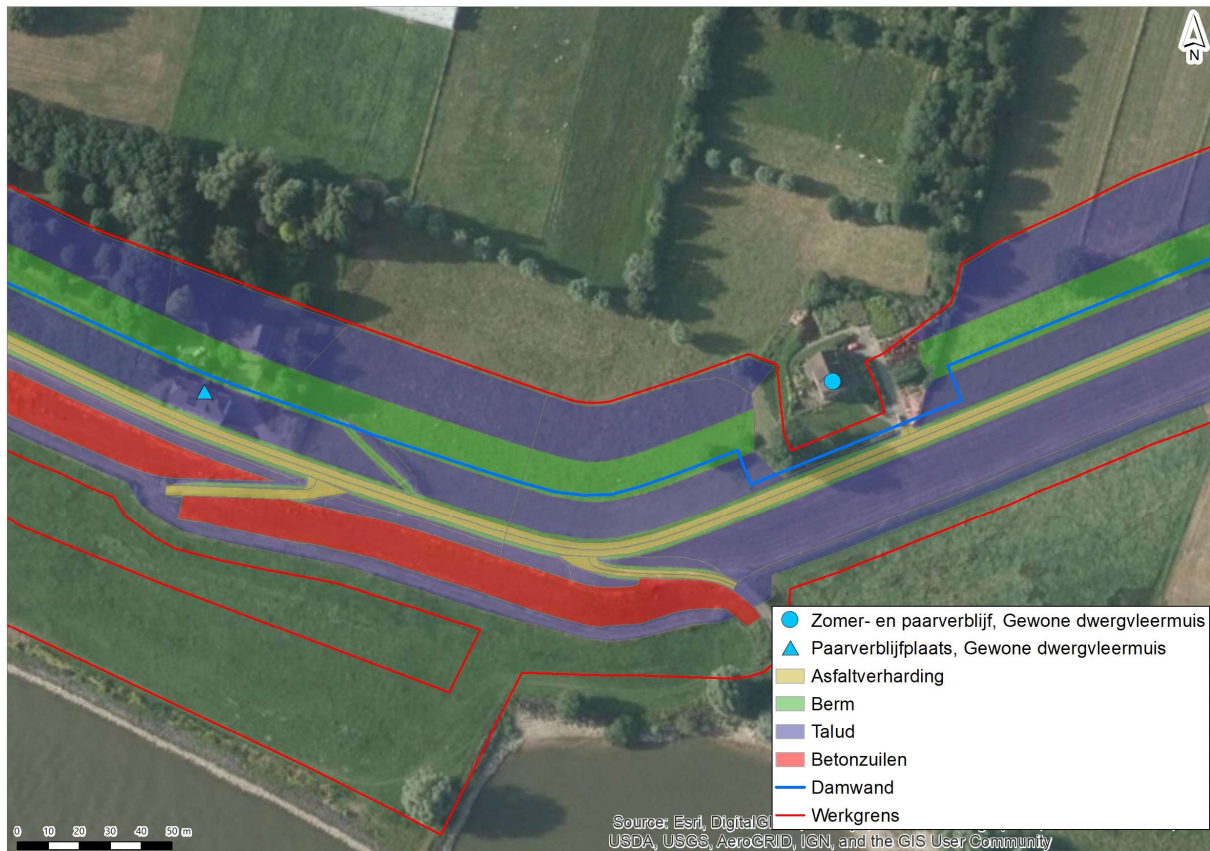 N
Zomer- en paarverblijf, Gewone dwergvleermuis
Paarverblijfplaats, Gewone dwergvleermuis
Asfaltverharding
Berm
Talud
Betonzuilen
Damwand
Werkgrens
0 10 20 30 40 50 m
Source: Esri,
USDA, USGS, AeroGRID, IGN, and the GIS User Community